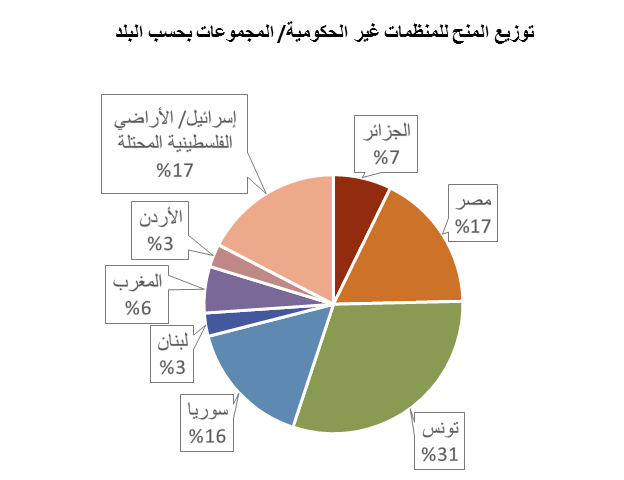 توزيع المنح للمنظمات غير الحكومية/ المجموعات بحسب البلد
الجزائر
%7
مصر
%17
تونس
%31
سوريا
%16
لبنان
%3
المغرب
%6
الأردن
%3
إسرائيل/ الأراضي
الفلسطينية المحتلة
%17